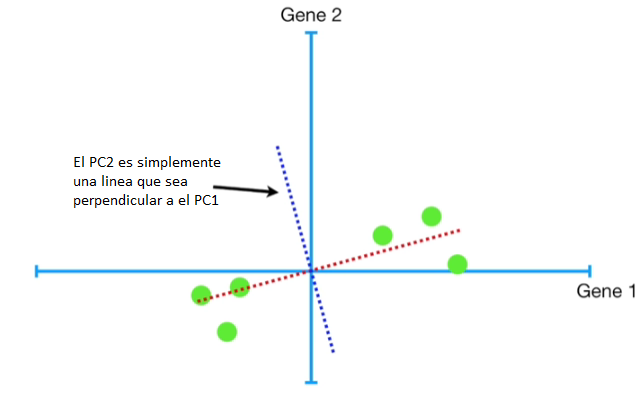 Gene 2
El PC2 es simplemente
una linea que sea
perpendicular a el PC1
Gene 1